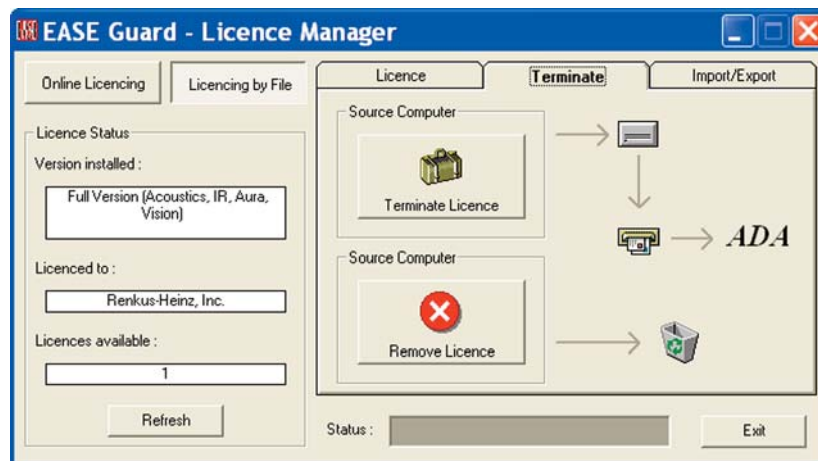 EASE EASE Guard - Licence Manager
Online Licencing
Licencing by File
Licence Status
Version installed :
Full Version (Acoustics, IR, Aura,
Vision)
Licenced to :
Renkus-Heinz, Inc.
Licences available :
1
Refresh
Licence
Terminate
Import/Export
Source Computer
Terminate Licence
ADA
Source Computer
Remove Licence
Status :
Exit